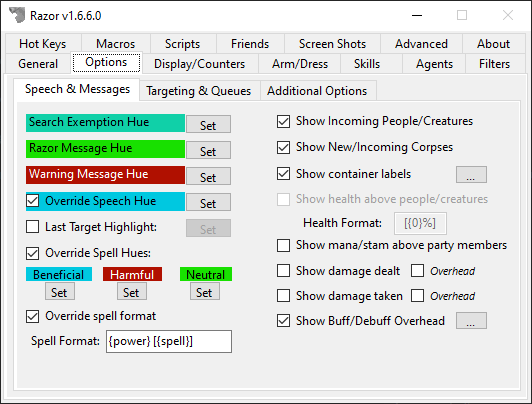 Razor v1.6.6.0
Hot Keys Macros Scripts Friends Screen Shots Advanced About
General Options Display/Counters Arm/Dress Skills Agents Filters
Speech & Messages Targeting & Queues Additional Options
Search Exemption Hue Set
Razor Message Hue Set
Warning Message Hue Set
Override Speech Hue Set
Last Target Highlight: Set
Override Spell Hues:
Beneficial Harmful Neutral
Set Set Set
Override spell format
Spell Format: {power} [{spell}]
Show Incoming People/Creatures
Show New/Incoming Corpses
Show container labels ...
Show health above people/creatures
Health Format: [{0}%]
Show mana/stam above party members
Show damage dealt Overhead
Show damage taken Overhead
Show Buff/Debuff Overhead ...